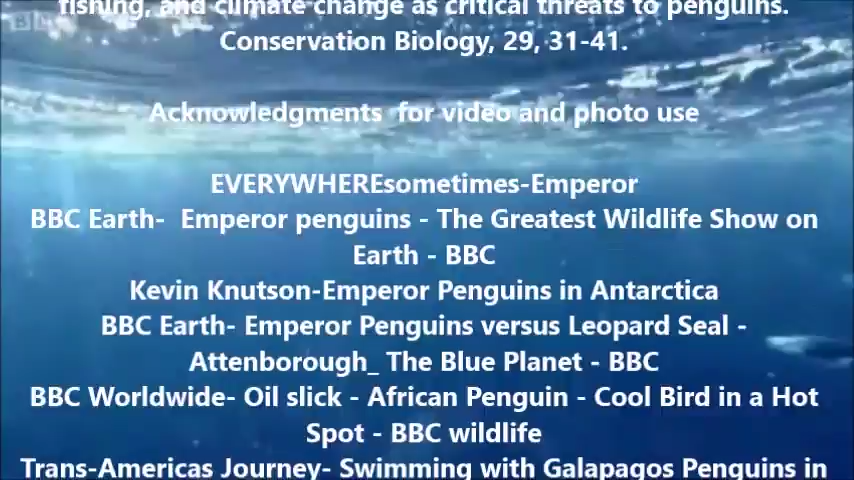 fishing, and climate change as critical threats to penguins.
Conservation Biology, 29, 31-41.
Acknowledgments  for video and photo use
EVERYWHEREsometimes-Emperor
BBC Earth-  Emperor penguins - The Greatest Wildlife Show on
Earth - BBC
Kevin Knutson-Emperor Penguins in Antarctica
BBC Earth- Emperor Penguins versus Leopard Seal -
Attenborough_ The Blue Planet - BBC
BBC Worldwide- Oil slick - African Penguin - Cool Bird in a Hot
Spot - BBC wildlife
Trans-Americas Journey- Swimming with Galapagos Penguins in